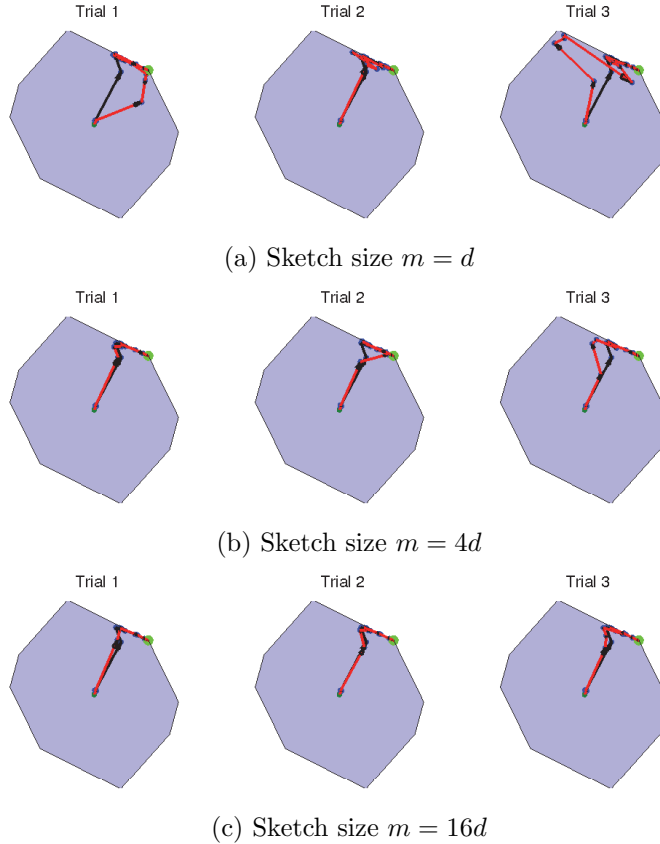 Trial 1 Trial 2 Trial 3
(a) Sketch size m = d
Trial 1 Trial 2 Trial 3
(b) Sketch size m = 4d
Trial 1 Trial 2 Trial 3
(c) Sketch size m = 16d